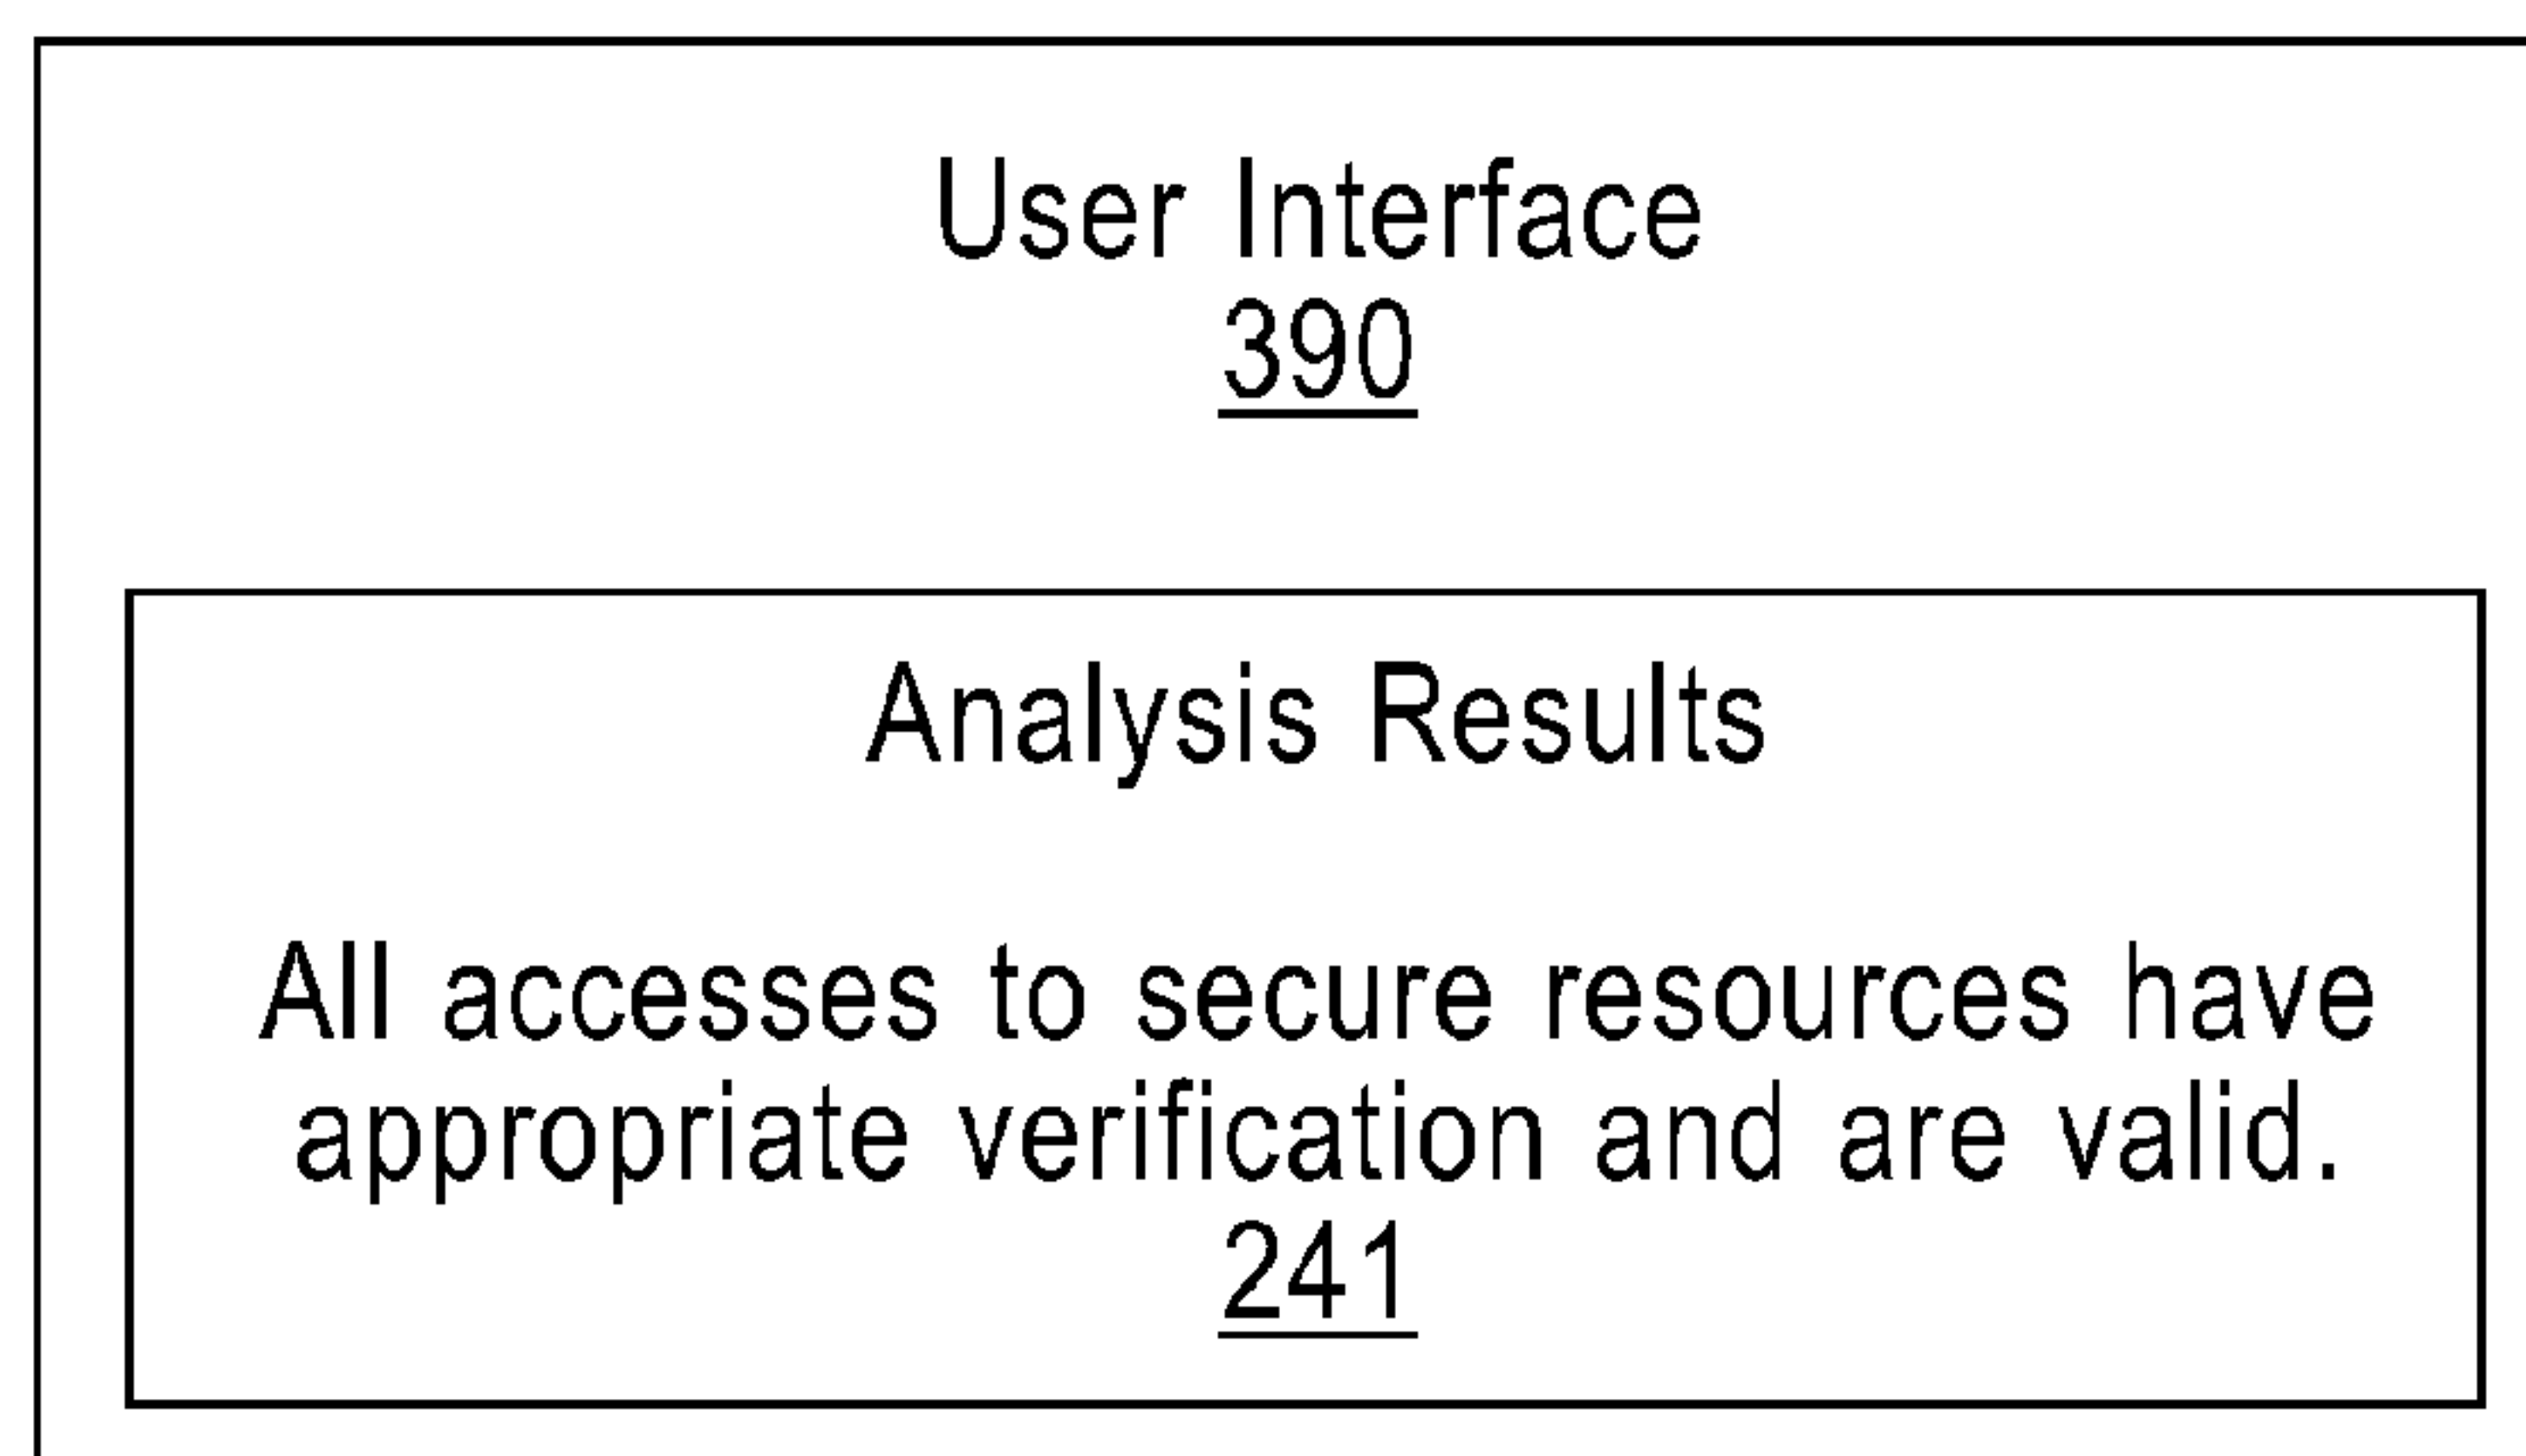 User Interface
390
Analysis Results
All accesses to secure resources have
appropriate verification and are valid.
241